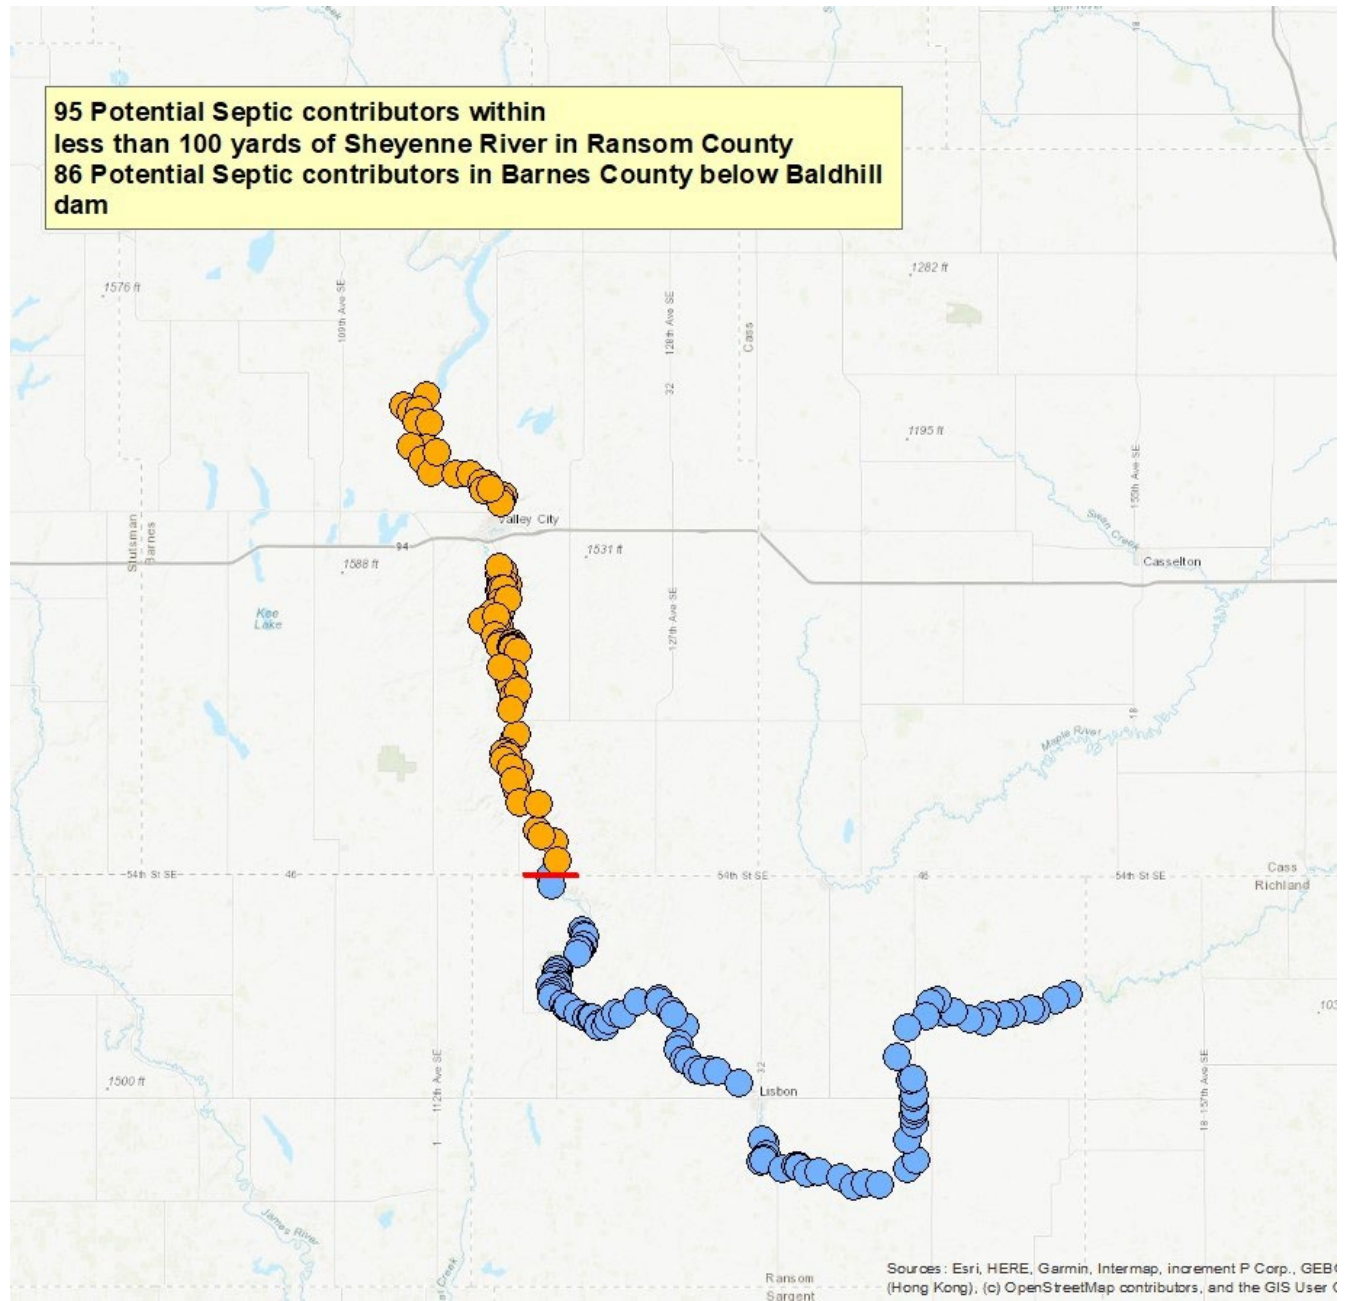 95 Potential Septic contributors within
less than 100 yards of Sheyenne River in Ransom County
86 Potential Septic contributors in Barnes County below Baldhill
dam
18
1282 ft
1576 ft
109th Ave SE
128th Ave SE
Cass
32
1195 ft
155th Ave SE
Swan Creek
Valley City
Stutsman
Barnes
94
1531 ft
1588 ft
Casselton
Kee
Lake
127th Ave SE
18
Maple River
54th St SE
46
54th St SE
46
54th St SE
Cass
Richland
1500 ft
112th Ave SE
1
32
Lisbon
18 157th Ave SE
James River
Creek
Ransom
Sargent
Sources: Esri, HERE, Garmin, Intermap, increment P Corp., GEB
(Hong Kong), (c) OpenStreetMap contributors, and the GIS User